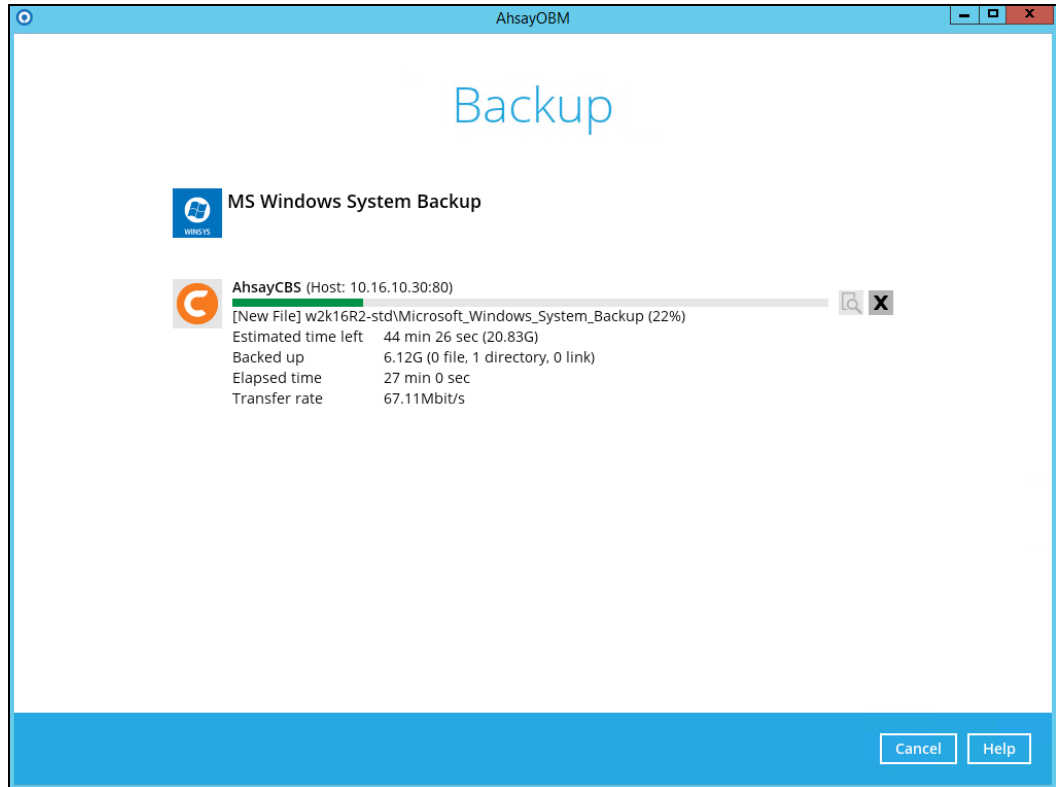 AhsayOBM
Backup
MS Windows System Backup
WINSYS
AhsayCBS (Host: 10.16.10.30:80)
X
[New File] w2k16R2-std\Microsoft_Windows_System_Backup (22%)
Estimated time left 44 min 26 sec (20.83G)
Backed up 6.12G (0 file, 1 directory, 0 link)
Elapsed time 27 min 0 sec
Transfer rate 67.11Mbit/s
Cancel Help